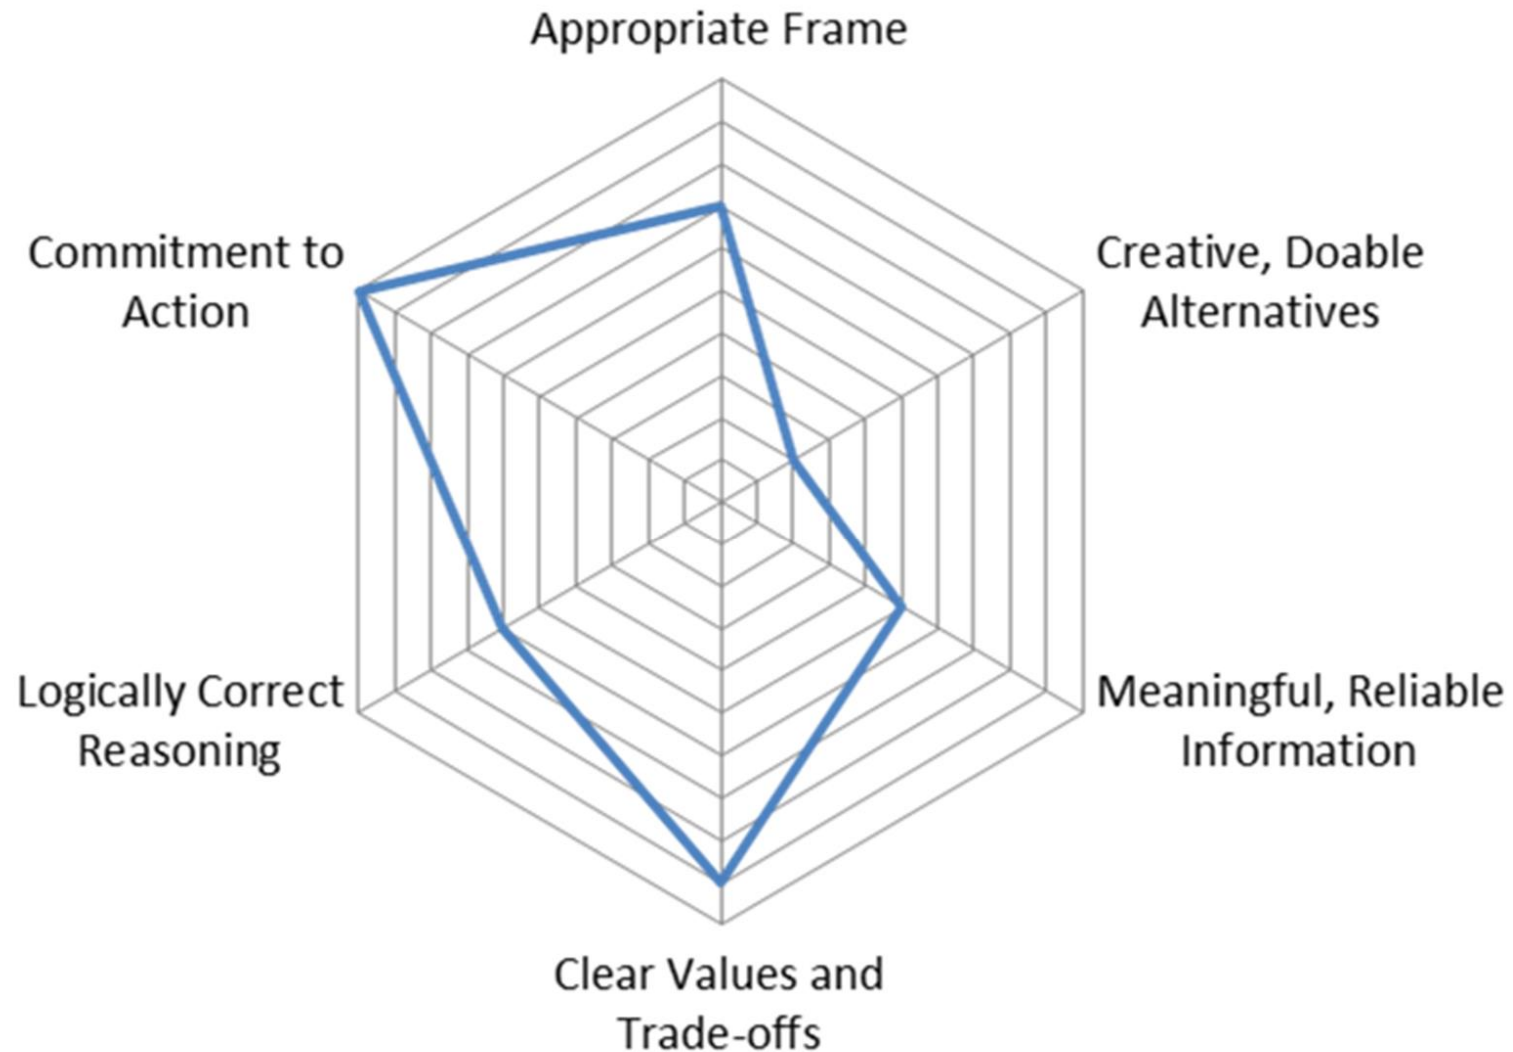 Appropriate Frame
Creative, Doable
Alternatives
Meaningful, Reliable
Information
Clear Values and
Trade-offs
Logically Correct
Reasoning
Commitment to
Action